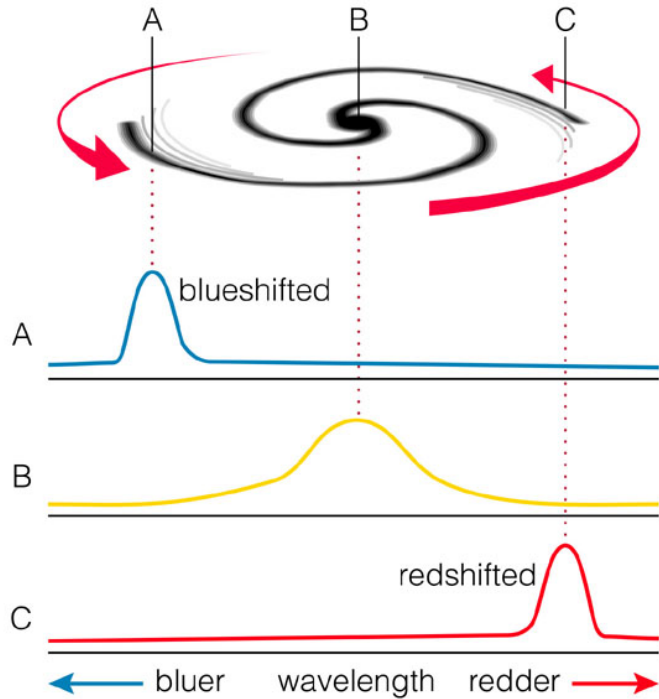 A B C
blueshifted
A
B
redshifted
C
bluer wavelength redder